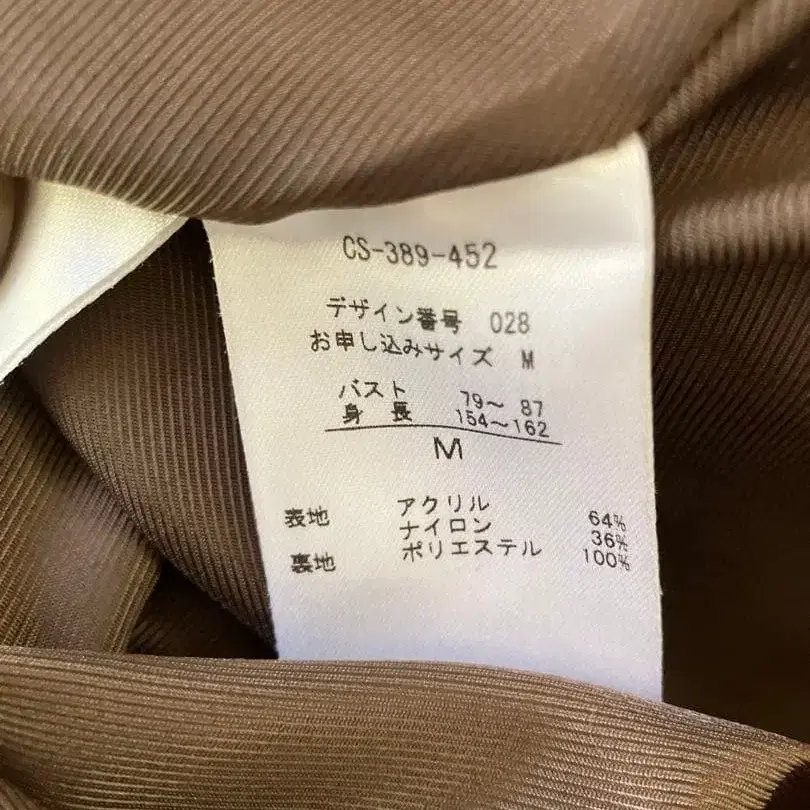 CS-389-452
デザイン番号 028
お申し込みサイズ M
バスト 79～ 87
身 長 154～162
M
表地 アクリル 64%
ナイロン 36%
裏地 ポリエステル 100%